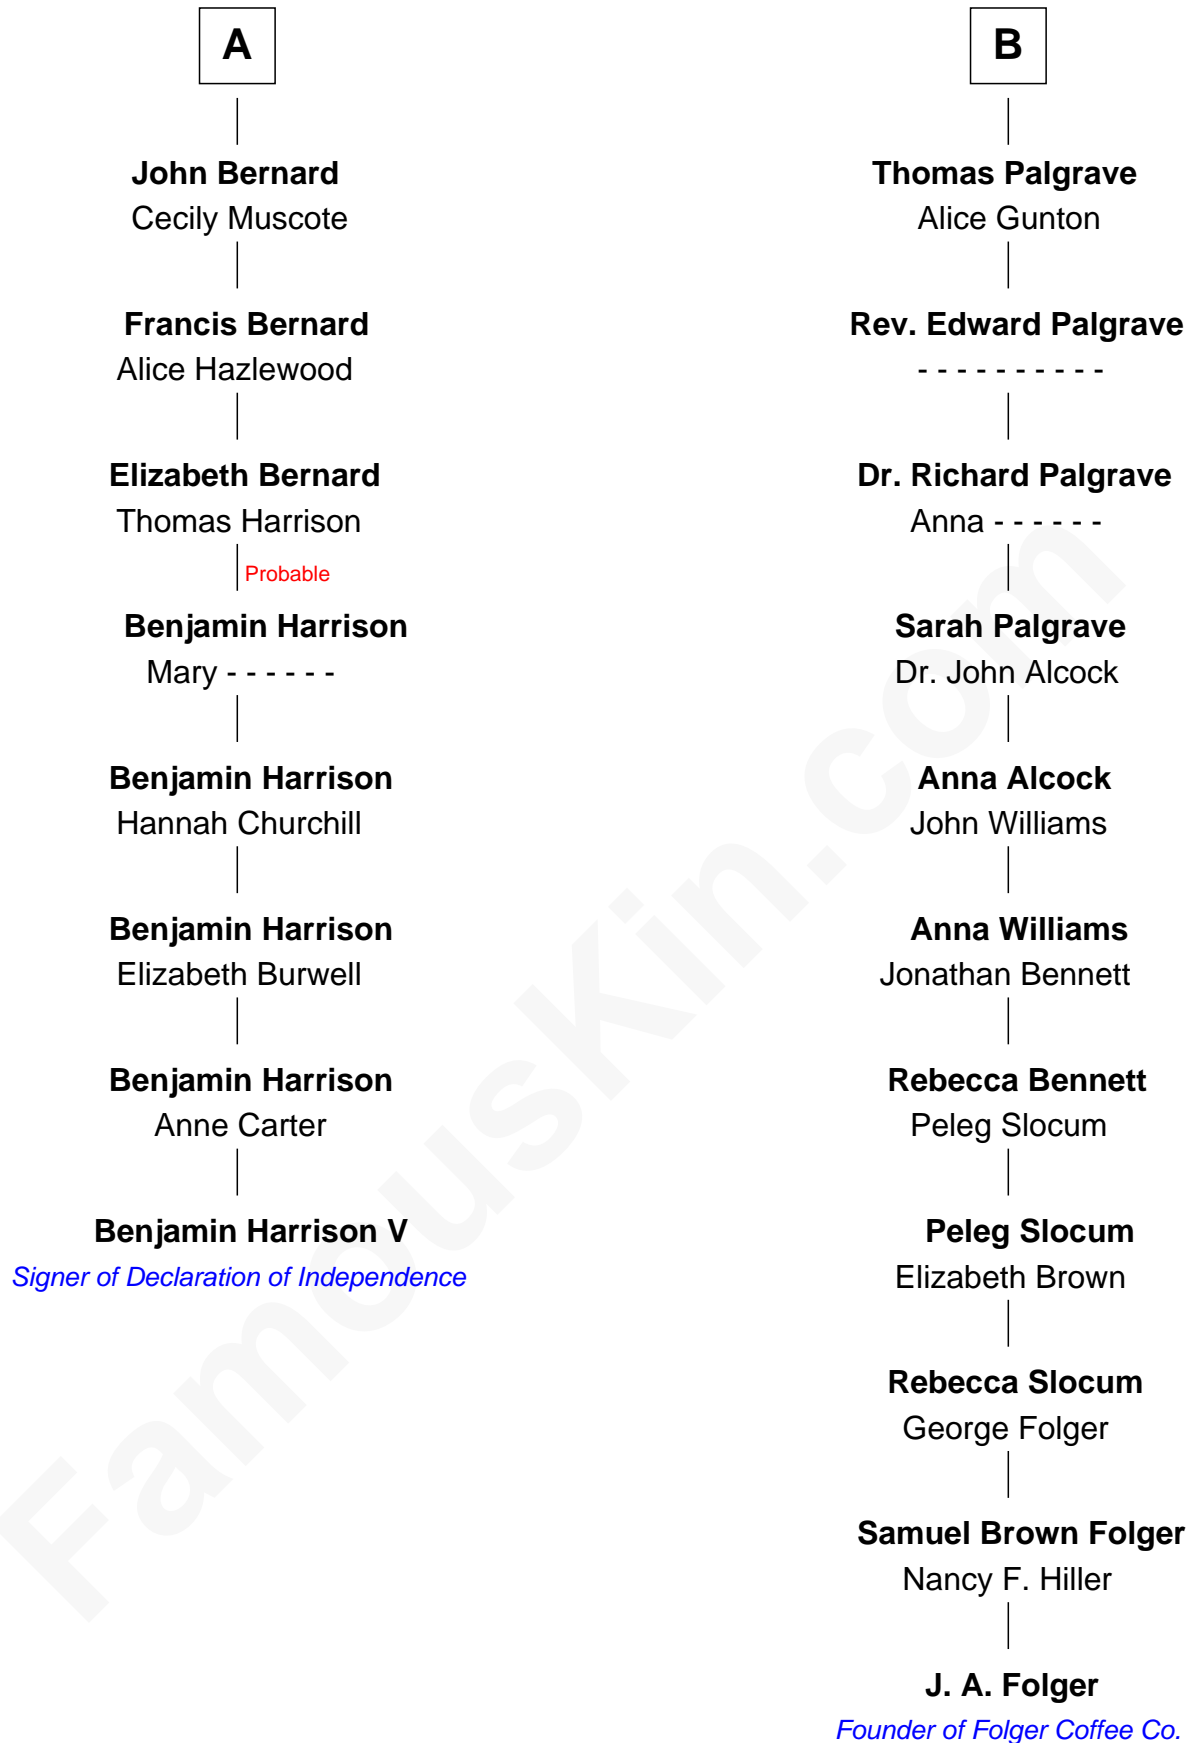 A
John Bernard
Cecily Muscote
Francis Bernard
Alice Hazlewood
Elizabeth Bernard
Thomas Harrison
Probable
Benjamin Harrison
Mary - - - - - -
Benjamin Harrison
Hannah Churchill
Benjamin Harrison
Elizabeth Burwell
Benjamin Harrison
Anne Carter
Benjamin Harrison V
Signer of Declaration of Independence
B
Thomas Palgrave
Alice Gunton
Rev. Edward Palgrave
- - - - - - - - - -
Dr. Richard Palgrave
Anna - - - - - -
Sarah Palgrave
Dr. John Alcock
Anna Alcock
John Williams
Anna Williams
Jonathan Bennett
Rebecca Bennett
Peleg Slocum
Peleg Slocum
Elizabeth Brown
Rebecca Slocum
George Folger
Samuel Brown Folger
Nancy F. Hiller
J. A. Folger
Founder of Folger Coffee Co.
FamousKin.com